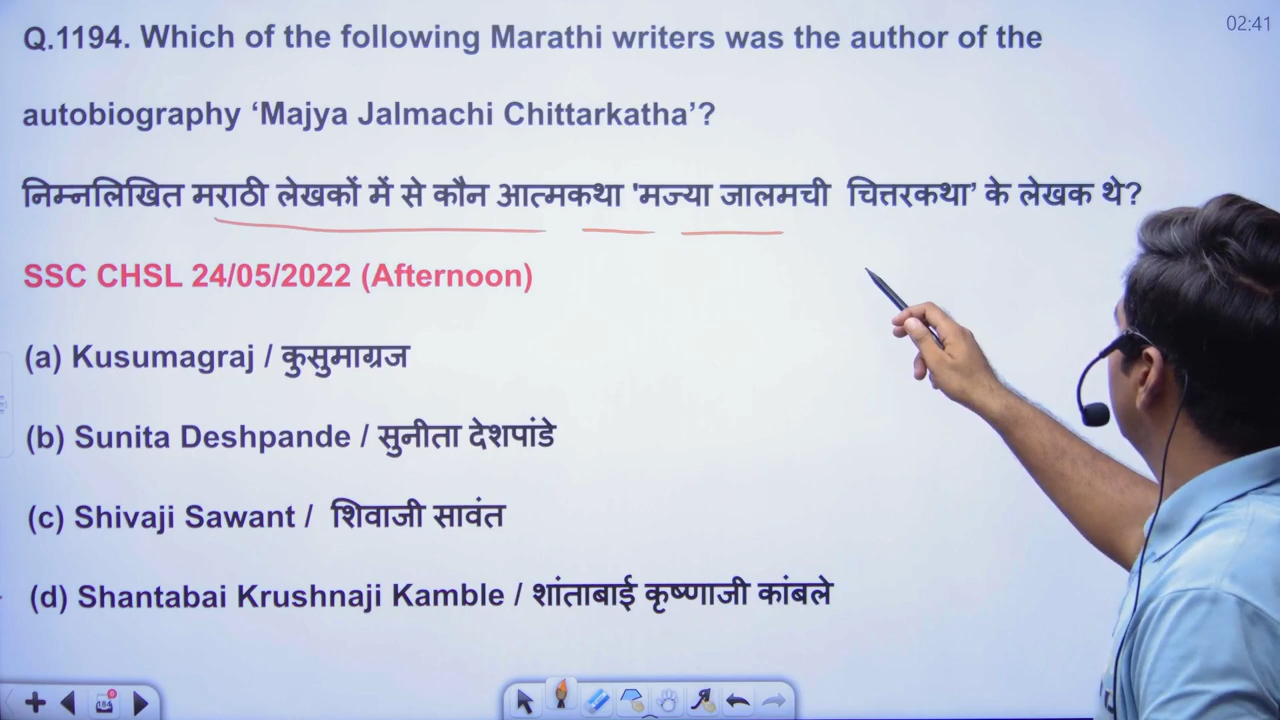 02:41
Q.1194. Which of the following Marathi writers was the author of the
autobiography ‘Majya Jalmachi Chittarkatha’?
निम्नलिखित मराठी लेखकों में से कौन आत्मकथा 'मज्या जालमची चित्तरकथा’ के लेखक थे?
SSC CHSL 24/05/2022 (Afternoon)
(a) Kusumagraj / कुसुमाग्रज
(b) Sunita Deshpande / सुनीता देशपांडे
(c) Shivaji Sawant / शिवाजी सावंत
(d) Shantabai Krushnaji Kamble / शांताबाई कृष्णाजी कांबले